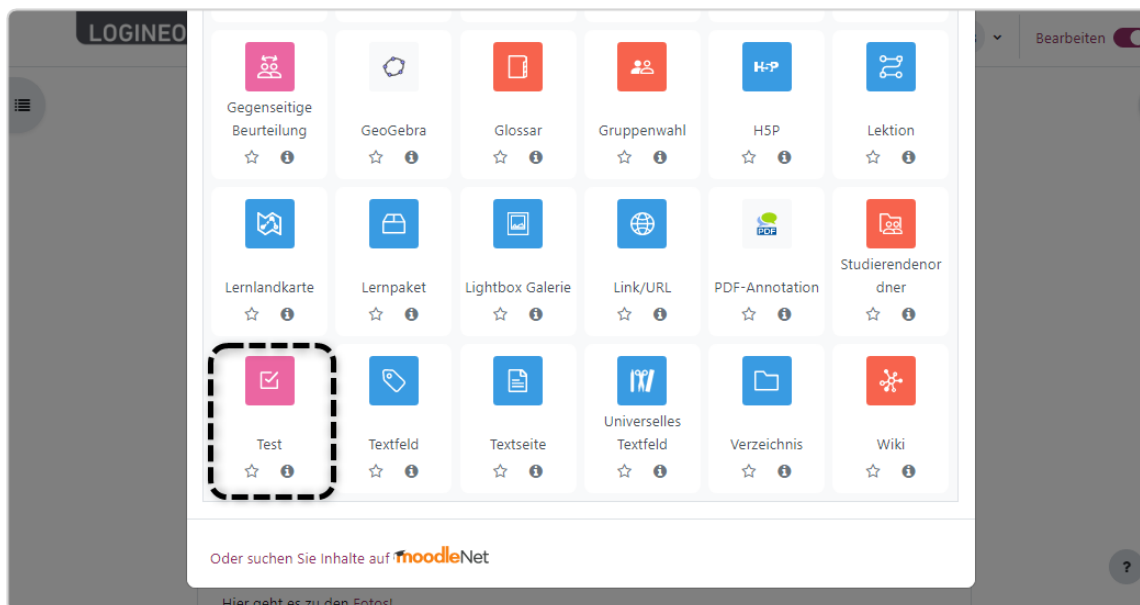 LOGINEO
Bearbeiten
Gegenseitige
Beurteilung
GeoGebra
Glossar
Gruppenwahl
H5P
H5P
Lektion
Lernlandkarte
Lernpaket
Lightbox Galerie
Link/URL
PDF
PDF-Annotation
Studierendenor
dner
Test
Textfeld
Textseite
Universelles
Textfeld
Verzeichnis
Wiki
Oder suchen Sie Inhalte auf moodleNet
?
Hier geht es zu den Fotos!